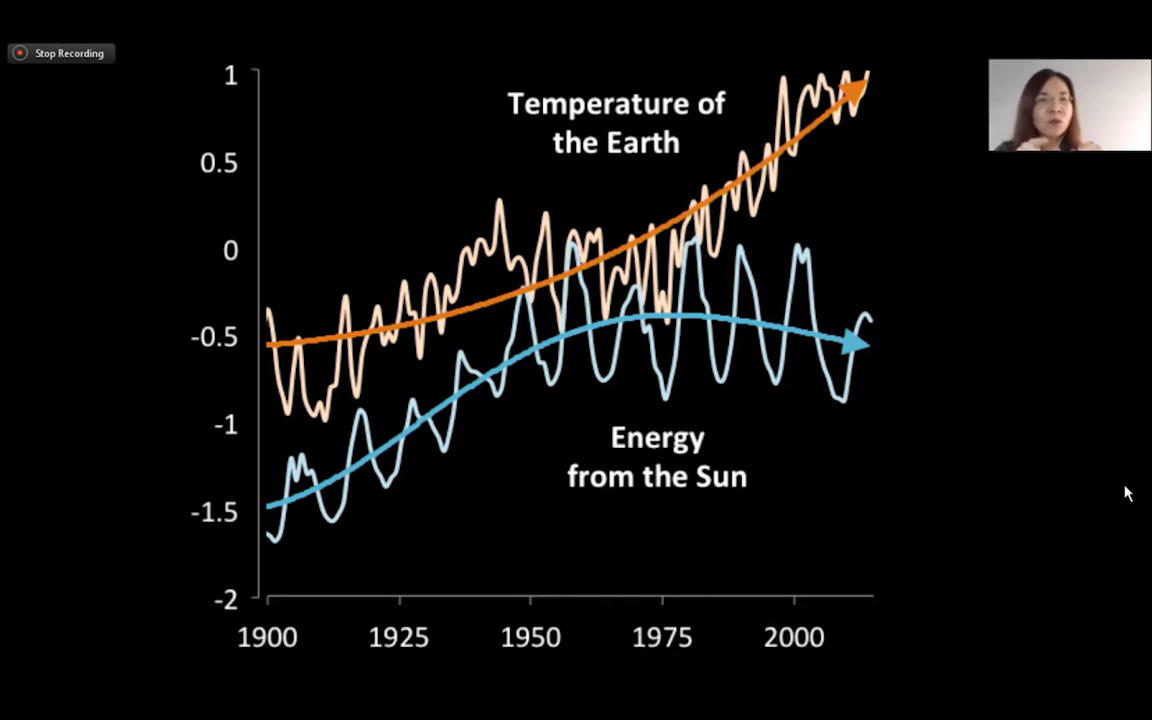 Stop Recording
1
Temperature of
the Earth
0.5
0
-0.5
-1
Energy
from the Sun
-1.5
-2
1900 1925 1950 1975 2000